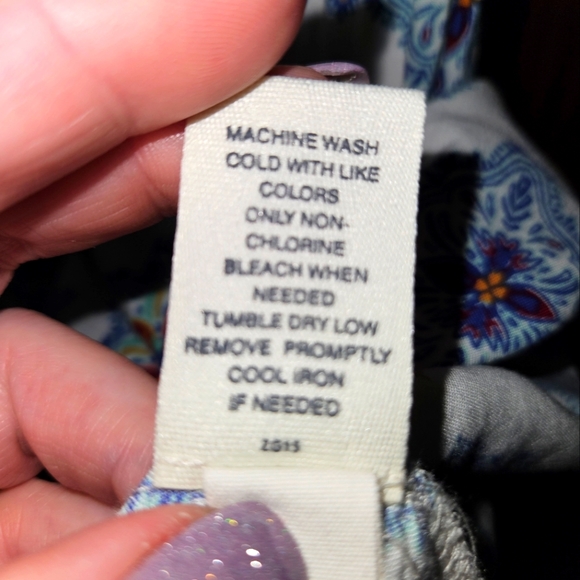 MACHINE WASH
COLD WITH LIKE
COLORS
ONLY NON-
CHLORINE
BLEACH WHEN
NEEDED
TUMBLE DRY LOW
REMOVE PROMPTLY
COOL IRON
IF NEEDED
2015